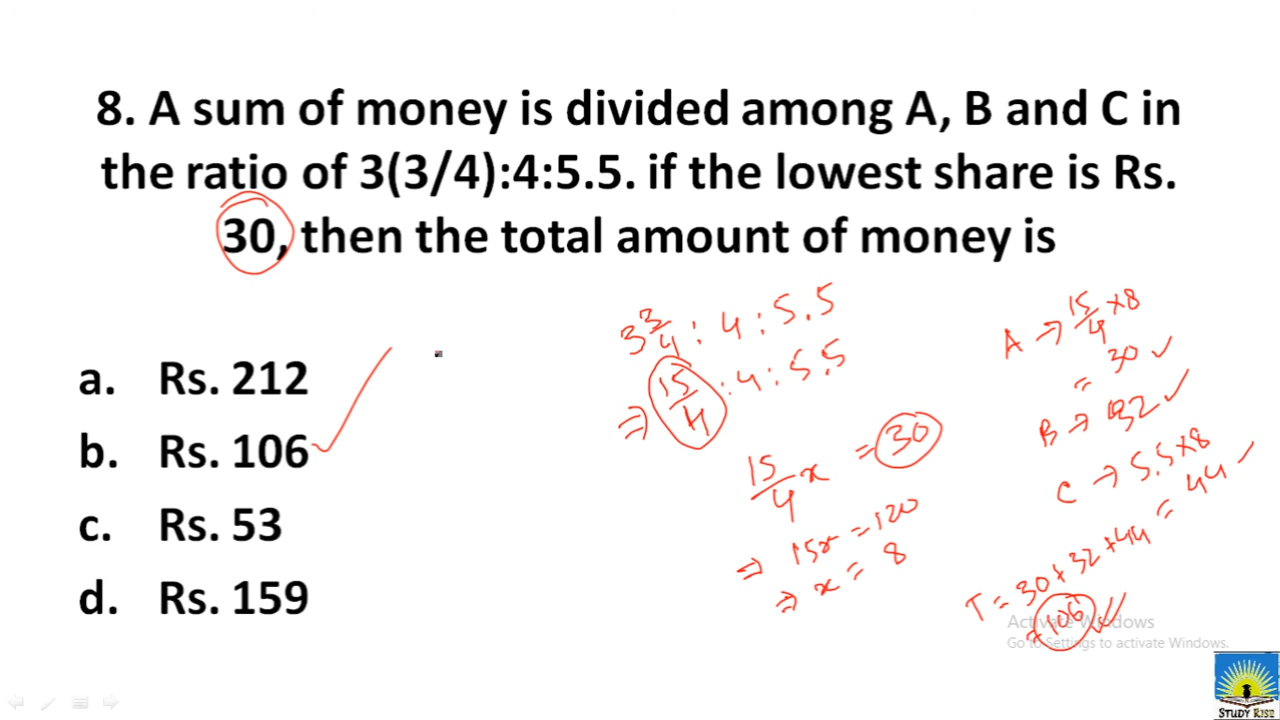 8. A sum of money is divided among A, B and C in
the ratio of 3(3/4):4:5.5. if the lowest share is Rs.
30, then the total amount of money is
a. Rs. 212
b. Rs. 106
c. Rs. 53
d. Rs. 159
3 3/4 : 4 : 5.5
⇒ 15/4 : 4 : 5.5
15/4 x = 30
⇒ 15x = 120
⇒ x = 8
A → 15/4 × 8
= 30 ✓
B → 32 ✓
C → 5.5 × 8
= 44 ✓
T = 30 + 32 + 44
= 106
Activate Windows
Go to Settings to activate Windows.
STUDY RISE